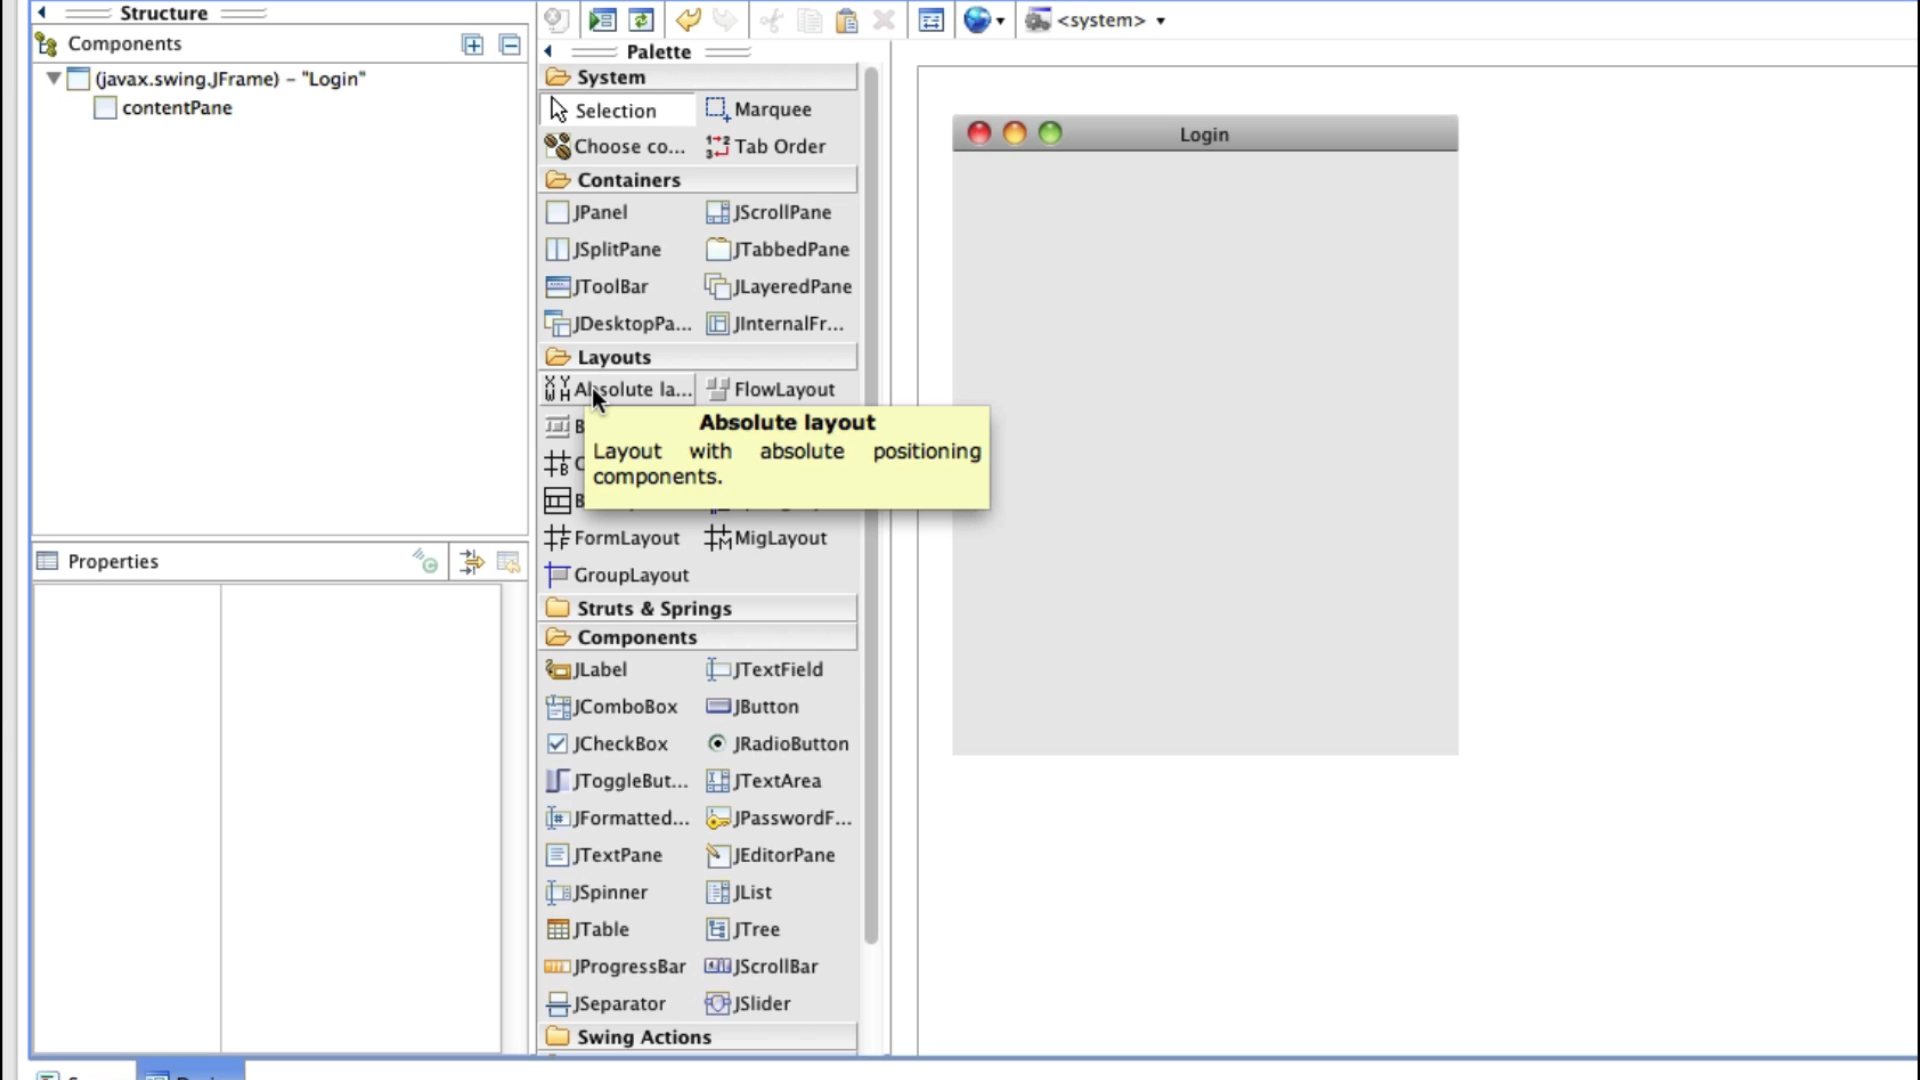 Structure
Components
(javax.swing.JFrame) – "Login"
contentPane
Properties
<system>
Palette
System
Selection
Marquee
Choose co...
Tab Order
Containers
JPanel
JScrollPane
JSplitPane
JTabbedPane
JToolBar
JLayeredPane
JDesktopPa...
JInternalFr...
Layouts
Absolute la...
FlowLayout
Absolute layout
Layout with absolute positioning
components.
FormLayout
MigLayout
GroupLayout
Struts & Springs
Components
JLabel
JTextField
JComboBox
JButton
JCheckBox
JRadioButton
JToggleBut...
JTextArea
JFormatted...
JPasswordF...
JTextPane
JEditorPane
JSpinner
JList
JTable
JTree
JProgressBar
JScrollBar
JSeparator
JSlider
Swing Actions
Login